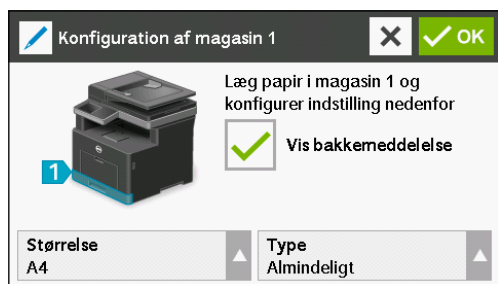 Konfiguration af magasin 1
OK
Læg papir i magasin 1 og
konfigurer indstilling nedenfor
Vis bakkemeddelelse
1
Størrelse
A4
Type
Almindeligt